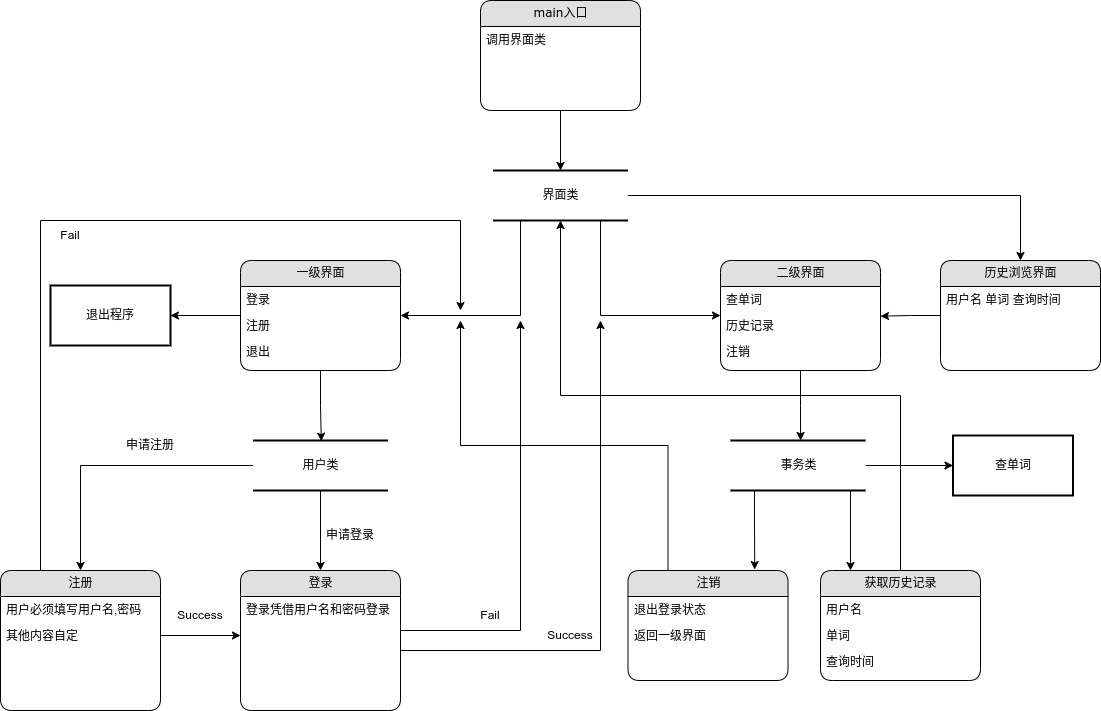 main入口
调用界面类
界面类
Fail
一级界面
登录
注册
退出
退出程序
二级界面
查单词
历史记录
注销
历史浏览界面
用户名 单词 查询时间
申请注册
用户类
事务类
查单词
申请登录
注册
用户必须填写用户名,密码
其他内容自定
Success
登录
登录凭借用户名和密码登录
Fail
Success
注销
退出登录状态
返回一级界面
获取历史记录
用户名
单词
查询时间